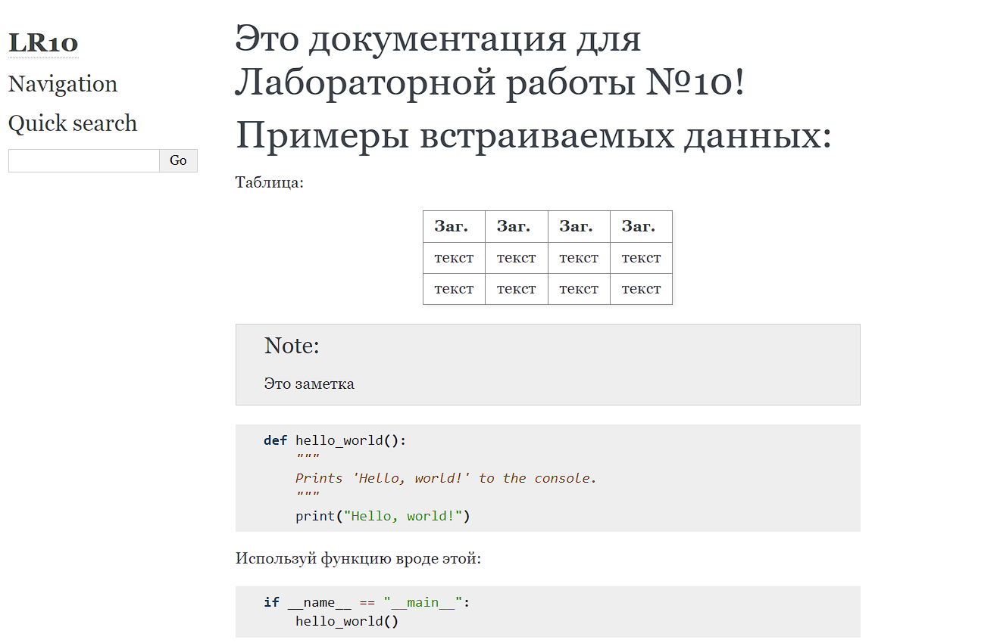 LR10
Navigation
Quick search
Go
Это документация для
Лабораторной работы №10!
Примеры встраиваемых данных:
Таблица:
Заг. Заг. Заг. Заг.
текст текст текст текст
текст текст текст текст
Note:
Это заметка
def hello_world():
    """
    Prints 'Hello, world!' to the console.
    """
    print("Hello, world!")
Используй функцию вроде этой:
if __name__ == "__main__":
    hello_world()